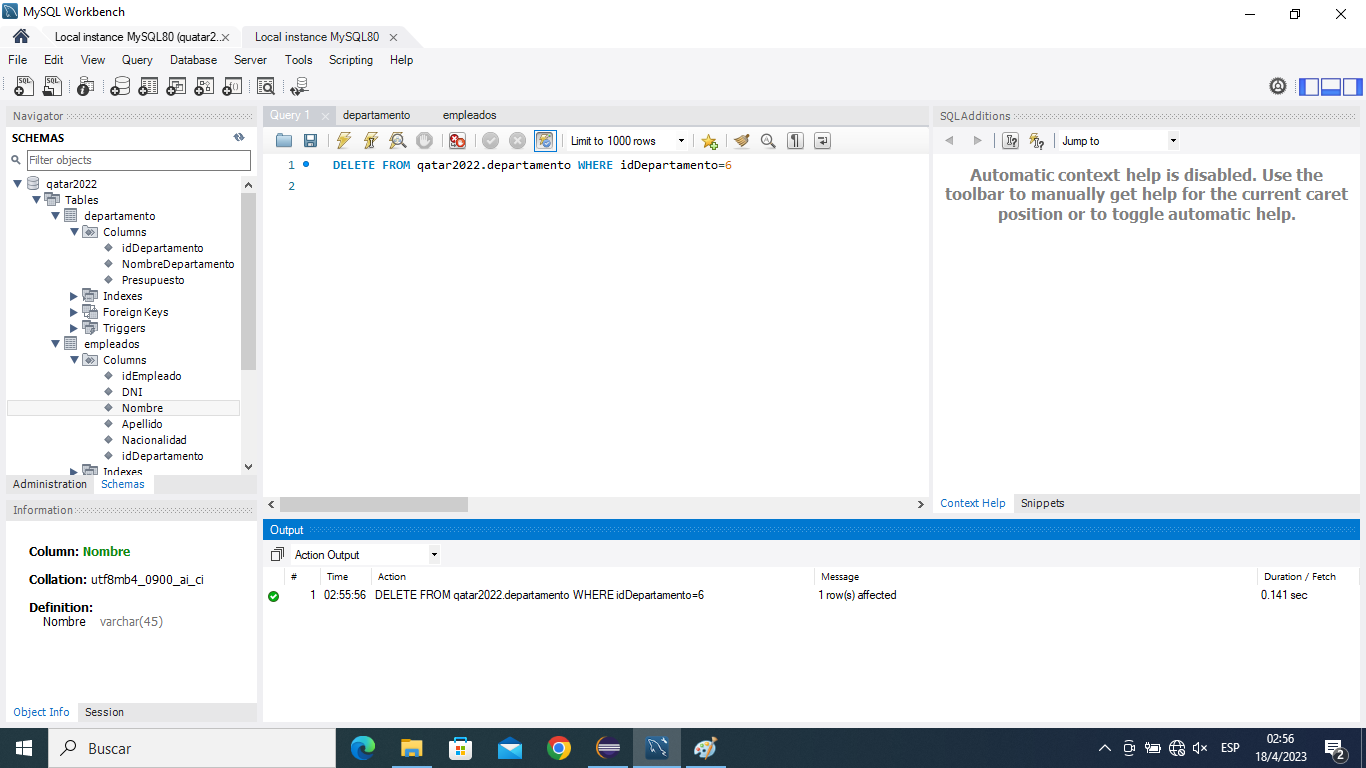 MySQL Workbench
Local instance MySQL80 (quatar2..
Local instance MySQL80
File Edit View Query Database Server Tools Scripting Help
Navigator
SCHEMAS
Filter objects
qatar2022
Tables
departamento
Columns
idDepartamento
NombreDepartamento
Presupuesto
Indexes
Foreign Keys
Triggers
empleados
Columns
idEmpleado
DNI
Nombre
Apellido
Nacionalidad
idDepartamento
Indexes
Administration Schemas
Information
Column: Nombre
Collation: utf8mb4_0900_ai_ci
Definition:
Nombre varchar(45)
Object Info Session
Query 1 departamento empleados
Limit to 1000 rows
1 DELETE FROM qatar2022.departamento WHERE idDepartamento=6
2
SQLAdditions
Jump to
Automatic context help is disabled. Use the
toolbar to manually get help for the current caret
position or to toggle automatic help.
Context Help Snippets
Output
Action Output
# Time Action Message Duration / Fetch
1 02:55:56 DELETE FROM qatar2022.departamento WHERE idDepartamento=6 1 row(s) affected 0.141 sec
Buscar
ESP
02:56
18/4/2023
2